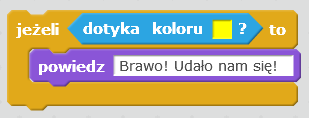 jeżeli dotyka koloru ? to
powiedz Brawo! Udało nam się!